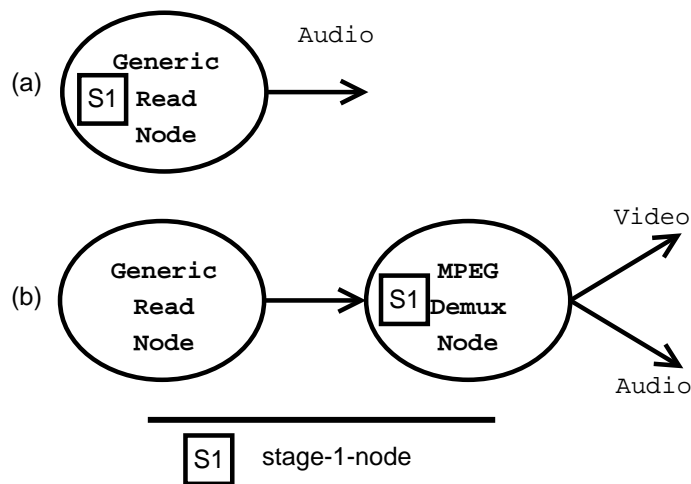 Audio
(a)
Generic
S1 Read
Node
Video
(b)
Generic
Read
Node
MPEG
S1 Demux
Node
Audio
S1 stage-1-node